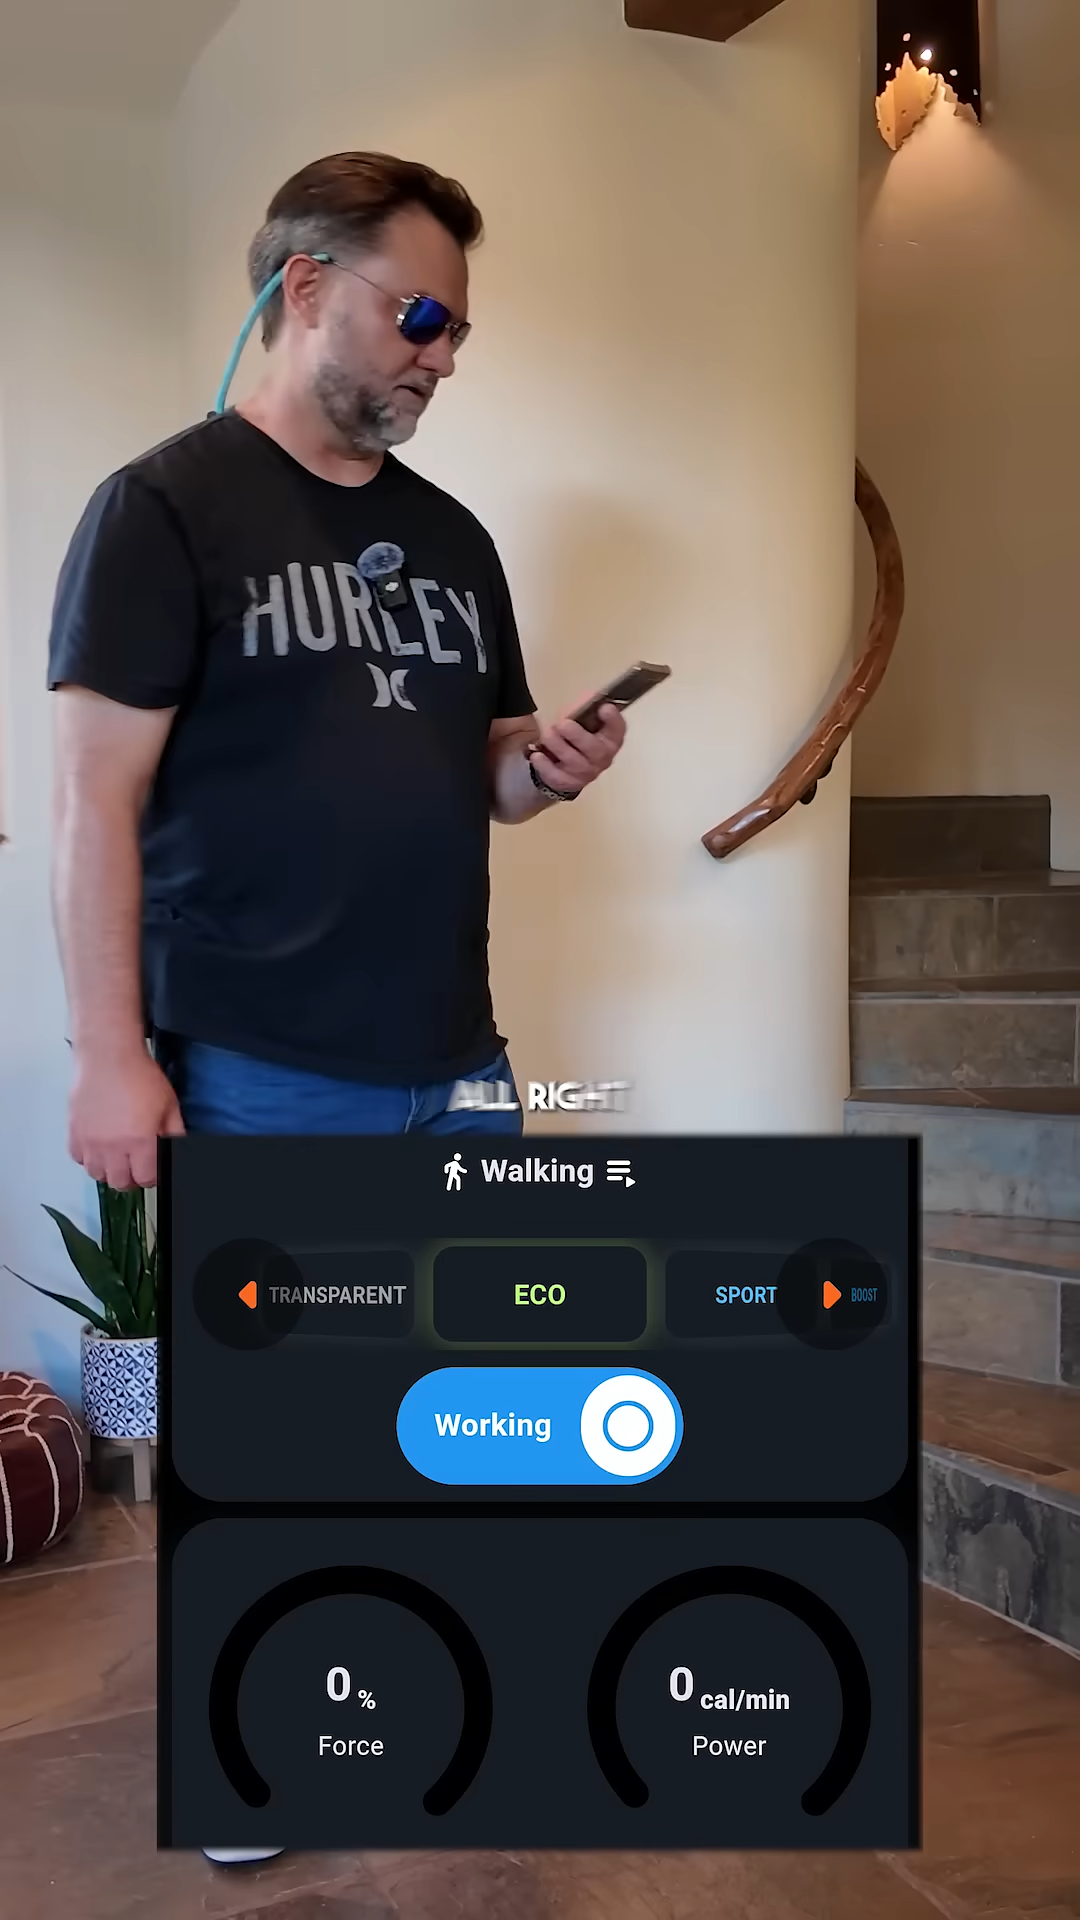 HURLEY
ALL RIGHT
Walking
TRANSPARENT
ECO
SPORT
BOOST
Working
0 %
Force
0 cal/min
Power